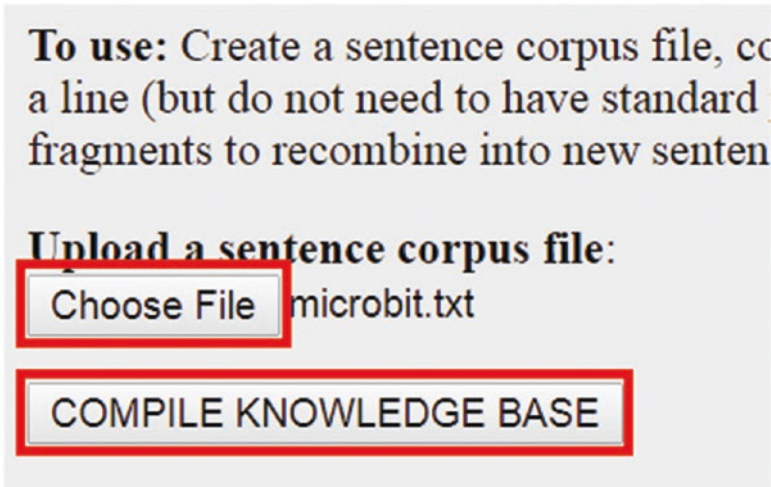 To use: Create a sentence corpus file, co
a line (but do not need to have standard
fragments to recombine into new senten
Upload a sentence corpus file:
Choose File microbit.txt
COMPILE KNOWLEDGE BASE